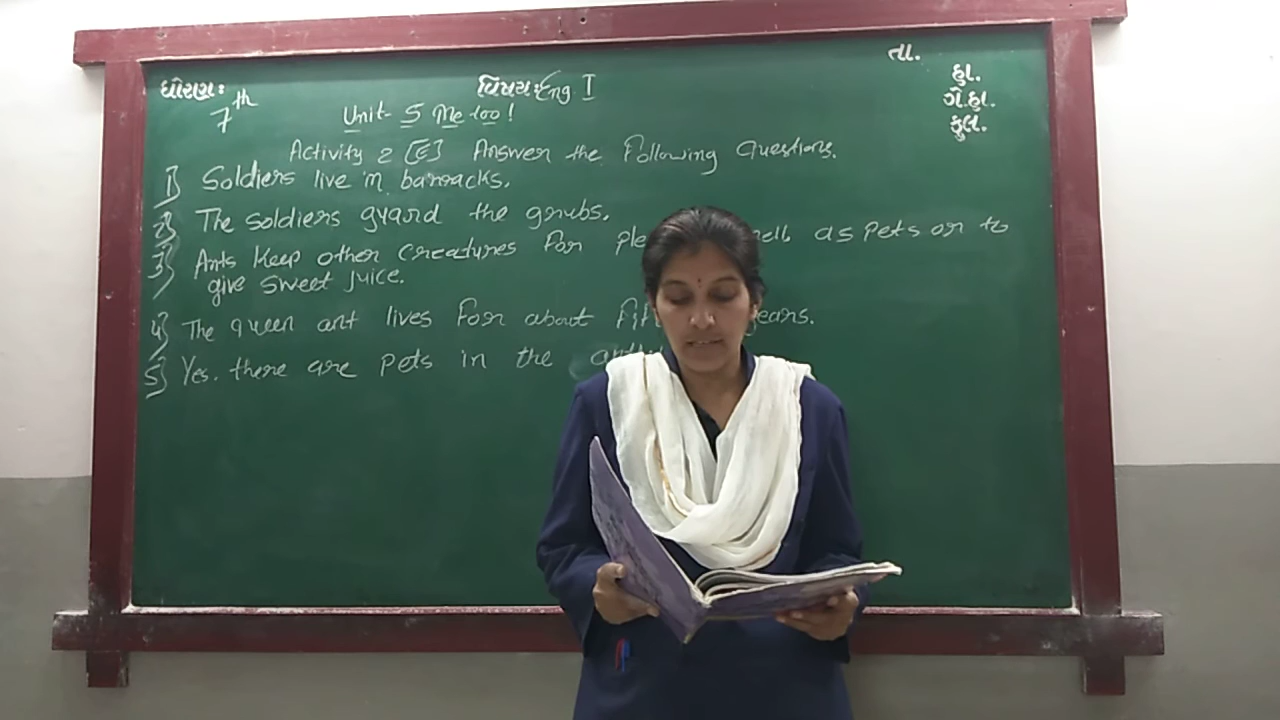 ધોરણ: વિષય: Eng I તા.
7th હા.
Unit - 5 Me too! ગે.હા.
કુલ.
Activity 2 [E] Answer the Following Questions.
1] Soldiers live in barracks.
2] The soldiers guard the grubs.
3] Ants keep other creatures for as pets or to
give sweet juice.
4] The queen ant lives for about years.
5] Yes. there are pets in the